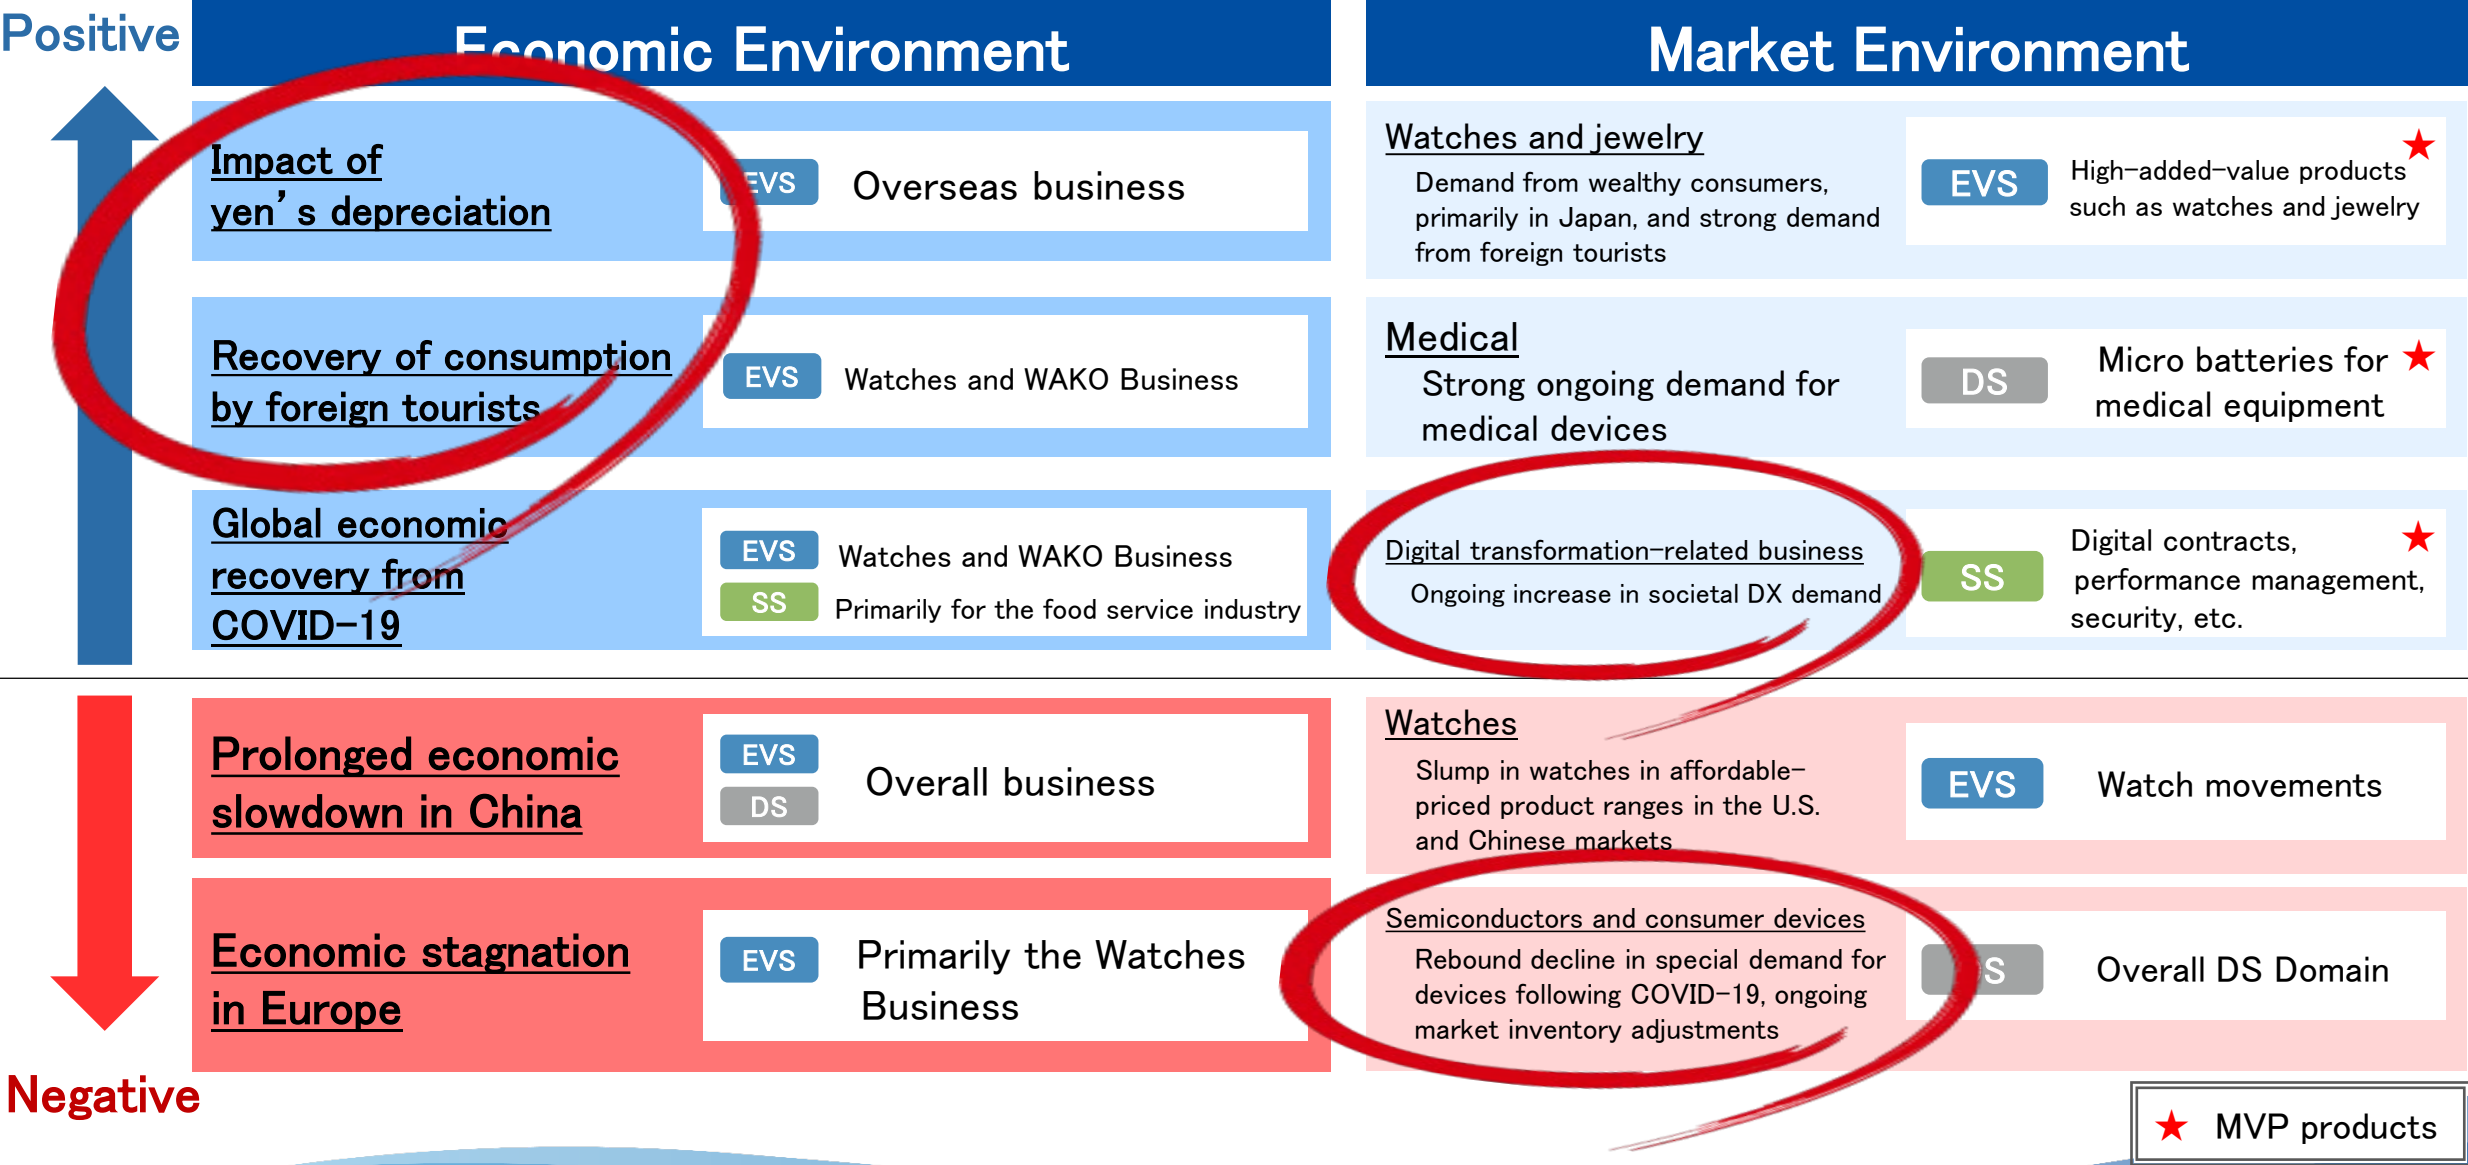 Positive
Economic Environment
Impact of
yen’s depreciation
EVS
Overseas business
Recovery of consumption
by foreign tourists
EVS
Watches and WAKO Business
Global economic
recovery from
COVID-19
EVS
Watches and WAKO Business
SS
Primarily for the food service industry
Prolonged economic
slowdown in China
EVS
DS
Overall business
Economic stagnation
in Europe
EVS
Primarily the Watches
Business
Negative
Market Environment
Watches and jewelry
Demand from wealthy consumers,
primarily in Japan, and strong demand
from foreign tourists
EVS
High-added-value products
such as watches and jewelry
Medical
Strong ongoing demand for
medical devices
DS
Micro batteries for
medical equipment
Digital transformation-related business
Ongoing increase in societal DX demand
SS
Digital contracts,
performance management,
security, etc.
Watches
Slump in watches in affordable-
priced product ranges in the U.S.
and Chinese markets
EVS
Watch movements
Semiconductors and consumer devices
Rebound decline in special demand for
devices following COVID-19, ongoing
market inventory adjustments
DS
Overall DS Domain
★ MVP products